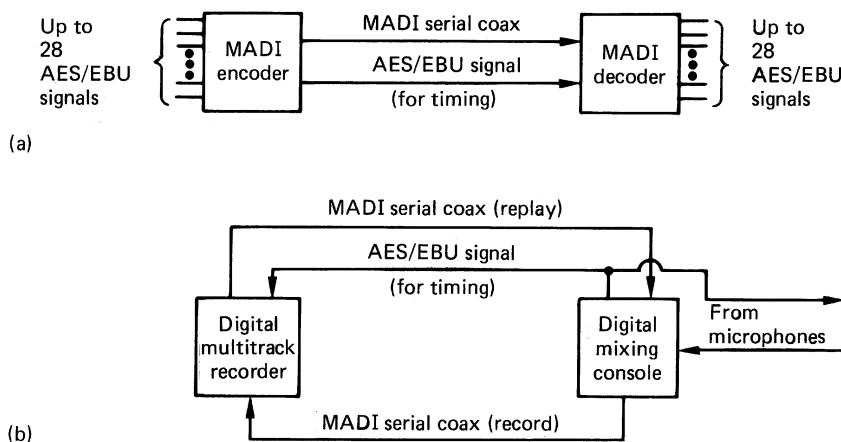 Up to
28
AES/EBU
signals
MADI
encoder
MADI serial coax
AES/EBU signal
(for timing)
MADI
decoder
Up to
28
AES/EBU
signals
(a)
MADI serial coax (replay)
AES/EBU signal
(for timing)
Digital
multitrack
recorder
Digital
mixing
console
From
microphones
MADI serial coax (record)
(b)